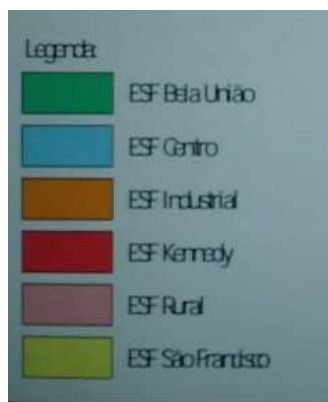 Legenda:
ESF Bela União
ESF Centro
ESF Industrial
ESF Kennedy
ESF Rural
ESF São Francisco